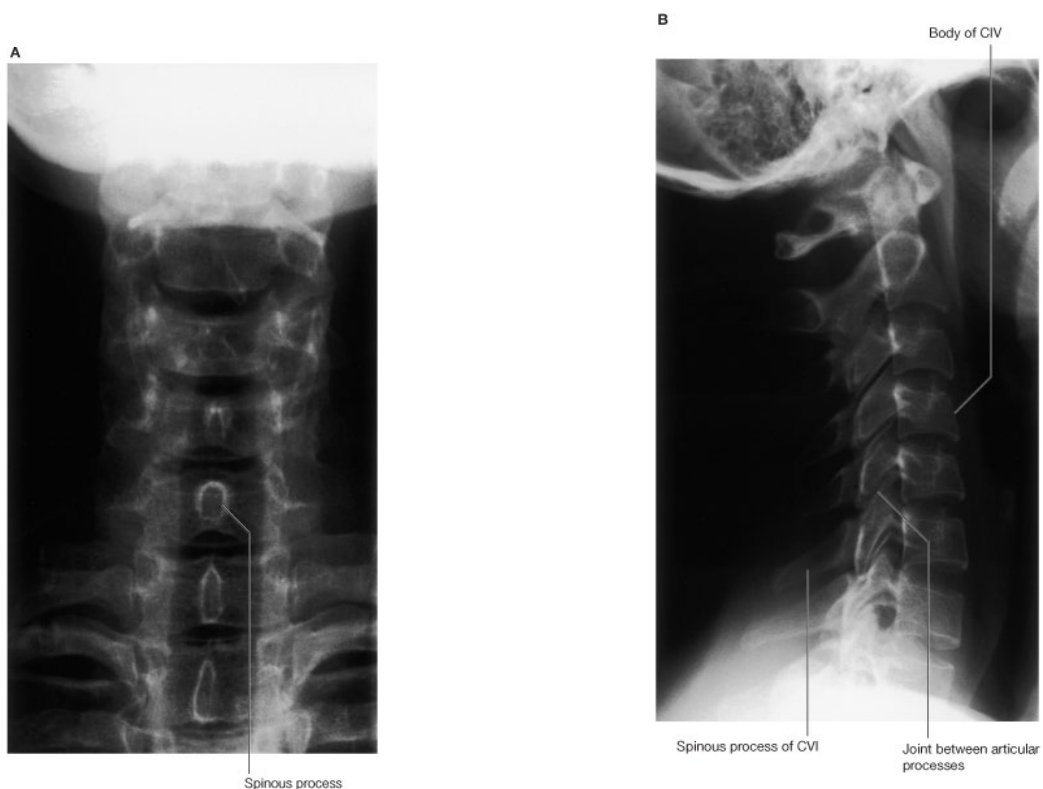 A
B
Body of CIV
Spinous process
Spinous process of CVI
Joint between articular
processes